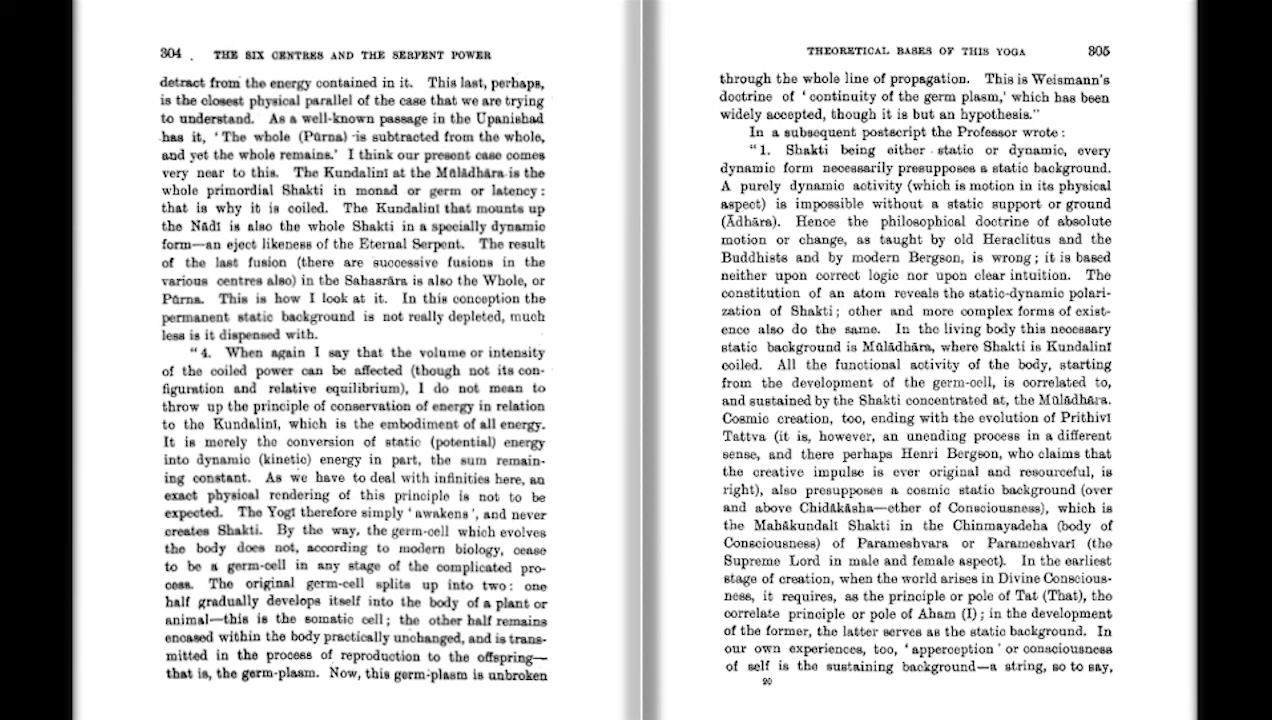 304 . THE SIX CENTRES AND THE SERPENT POWER
detract from the energy contained in it. This last, perhaps,
is the closest physical parallel of the case that we are trying
to understand. As a well-known passage in the Upanishad
has it, ‘The whole (Pūrna) is subtracted from the whole,
and yet the whole remains.’ I think our present case comes
very near to this. The Kundalinī at the Mūlādhāra is the
whole primordial Shakti in monad or germ or latency:
that is why it is coiled. The Kundalinī that mounts up
the Nādī is also the whole Shakti in a specially dynamic
form—an eject likeness of the Eternal Serpent. The result
of the last fusion (there are successive fusions in the
various centres also) in the Sahasrāra is also the Whole, or
Pūrna. This is how I look at it. In this conception the
permanent static background is not really depleted, much
less is it dispensed with.
“4. When again I say that the volume or intensity
of the coiled power can be affected (though not its con-
figuration and relative equilibrium), I do not mean to
throw up the principle of conservation of energy in relation
to the Kundalinī, which is the embodiment of all energy.
It is merely the conversion of static (potential) energy
into dynamic (kinetic) energy in part, the sum remain-
ing constant. As we have to deal with infinities here, an
exact physical rendering of this principle is not to be
expected. The Yogī therefore simply ‘awakens’, and never
creates Shakti. By the way, the germ-cell which evolves
the body does not, according to modern biology, cease
to be a germ-cell in any stage of the complicated pro-
cess. The original germ-cell splits up into two: one
half gradually develops itself into the body of a plant or
animal—this is the somatic cell; the other half remains
encased within the body practically unchanged, and is trans-
mitted in the process of reproduction to the offspring—
that is, the germ-plasm. Now, this germ-plasm is unbroken
THEORETICAL BASES OF THIS YOGA 305
through the whole line of propagation. This is Weismann’s
doctrine of ‘continuity of the germ plasm,’ which has been
widely accepted, though it is but an hypothesis.”
In a subsequent postscript the Professor wrote:
“1. Shakti being either static or dynamic, every
dynamic form necessarily presupposes a static background.
A purely dynamic activity (which is motion in its physical
aspect) is impossible without a static support or ground
(Ādhāra). Hence the philosophical doctrine of absolute
motion or change, as taught by old Heraclitus and the
Buddhists and by modern Bergson, is wrong; it is based
neither upon correct logic nor upon clear intuition. The
constitution of an atom reveals the static-dynamic polari-
zation of Shakti; other and more complex forms of exist-
ence also do the same. In the living body this necessary
static background is Mūlādhāra, where Shakti is Kundalinī
coiled. All the functional activity of the body, starting
from the development of the germ-cell, is correlated to,
and sustained by the Shakti concentrated at, the Mūlādhāra.
Cosmic creation, too, ending with the evolution of Prithivī
Tattva (it is, however, an unending process in a different
sense, and there perhaps Henri Bergson, who claims that
the creative impulse is ever original and resourceful, is
right), also presupposes a cosmic static background (over
and above Chidākāsha—ether of Consciousness), which is
the Mahākundalī Shakti in the Chinmayadeha (body of
Consciousness) of Parameshvara or Parameshvarī (the
Supreme Lord in male and female aspect). In the earliest
stage of creation, when the world arises in Divine Conscious-
ness, it requires, as the principle or pole of Tat (That), the
correlate principle or pole of Aham (I); in the development
of the former, the latter serves as the static background. In
our own experiences, too, ‘apperception’ or consciousness
of self is the sustaining background—a string, so to say,
20